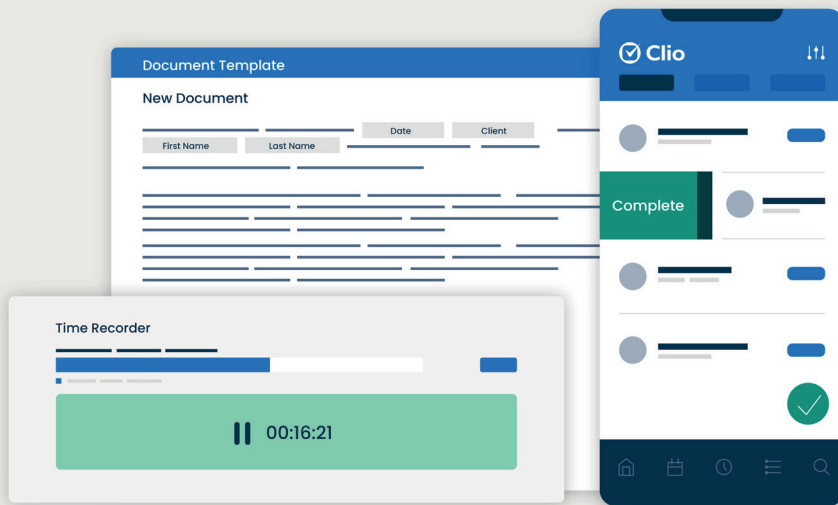 Document Template
New Document
Date
Client
First Name
Last Name
Time Recorder
00:16:21
Clio
Complete